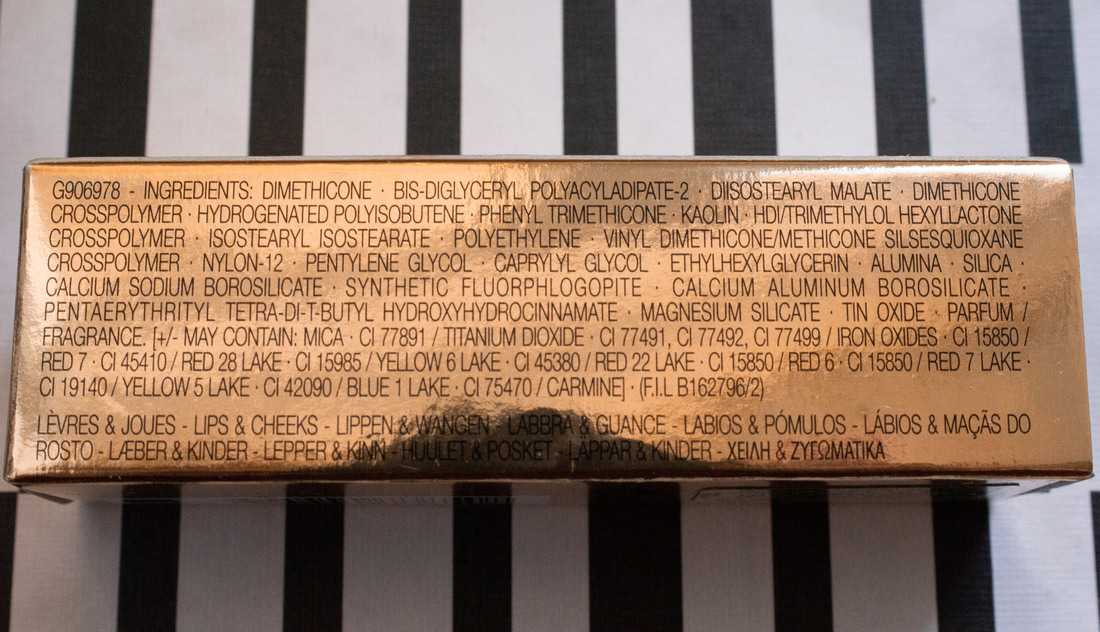 G906978 - INGREDIENTS: DIMETHICONE · BIS-DIGLYCERYL POLYACYLADIPATE-2 · DIISOSTEARYL MALATE · DIMETHICONE
CROSSPOLYMER · HYDROGENATED POLYISOBUTENE · PHENYL TRIMETHICONE · KAOLIN · HDI/TRIMETHYLOL HEXYLLACTONE
CROSSPOLYMER · ISOSTEARYL ISOSTEARATE · POLYETHYLENE · VINYL DIMETHICONE/METHICONE SILSESQUIOXANE
CROSSPOLYMER · NYLON-12 · PENTYLENE GLYCOL · CAPRYLYL GLYCOL · ETHYLHEXYLGLYCERIN · ALUMINA · SILICA ·
CALCIUM SODIUM BOROSILICATE · SYNTHETIC FLUORPHLOGOPITE · CALCIUM ALUMINUM BOROSILICATE ·
PENTAERYTHRITYL TETRA-DI-T-BUTYL HYDROXYHYDROCINNAMATE · MAGNESIUM SILICATE · TIN OXIDE · PARFUM /
FRAGRANCE. [+/- MAY CONTAIN: MICA · CI 77891 / TITANIUM DIOXIDE · CI 77491, CI 77492, CI 77499 / IRON OXIDES · CI 15850 /
RED 7 · CI 45410 / RED 28 LAKE · CI 15985 / YELLOW 6 LAKE · CI 45380 / RED 22 LAKE · CI 15850 / RED 6 · CI 15850 / RED 7 LAKE ·
CI 19140 / YELLOW 5 LAKE · CI 42090 / BLUE 1 LAKE · CI 75470 / CARMINE] · (F.I.L B162796/2)
LÈVRES & JOUES - LIPS & CHEEKS - LIPPEN & WANGEN - LABBRA & GUANCE - LABIOS & PÓMULOS - LÁBIOS & MAÇÃS DO
ROSTO - LÆBER & KINDER - LEPPER & KINN - HUULET & POSKET - LÄPPAR & KINDER - ΧΕΙΛΗ & ΖΥΓΩΜΑΤΙΚΑ